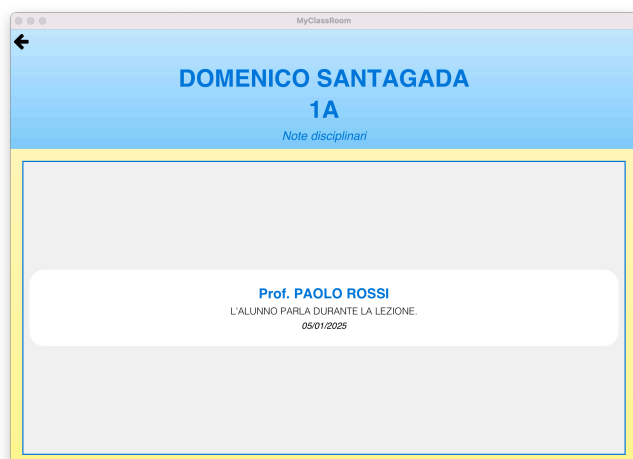 MyClassRoom
DOMENICO SANTAGADA
1A
Note disciplinari
Prof. PAOLO ROSSI
L'ALUNNO PARLA DURANTE LA LEZIONE.
05/01/2025